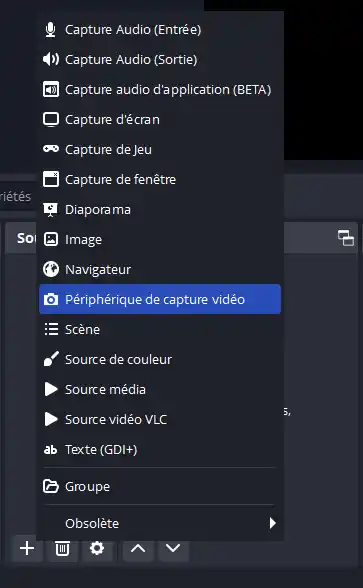 Capture Audio (Entrée)
Capture Audio (Sortie)
Capture audio d'application (BETA)
Capture d'écran
Capture de Jeu
Capture de fenêtre
riétés
Diaporama
Sou
Image
Navigateur
Périphérique de capture vidéo
Scène
Source de couleur
Source média
Source vidéo VLC
s,
ab Texte (GDI+)
Groupe
Obsolète